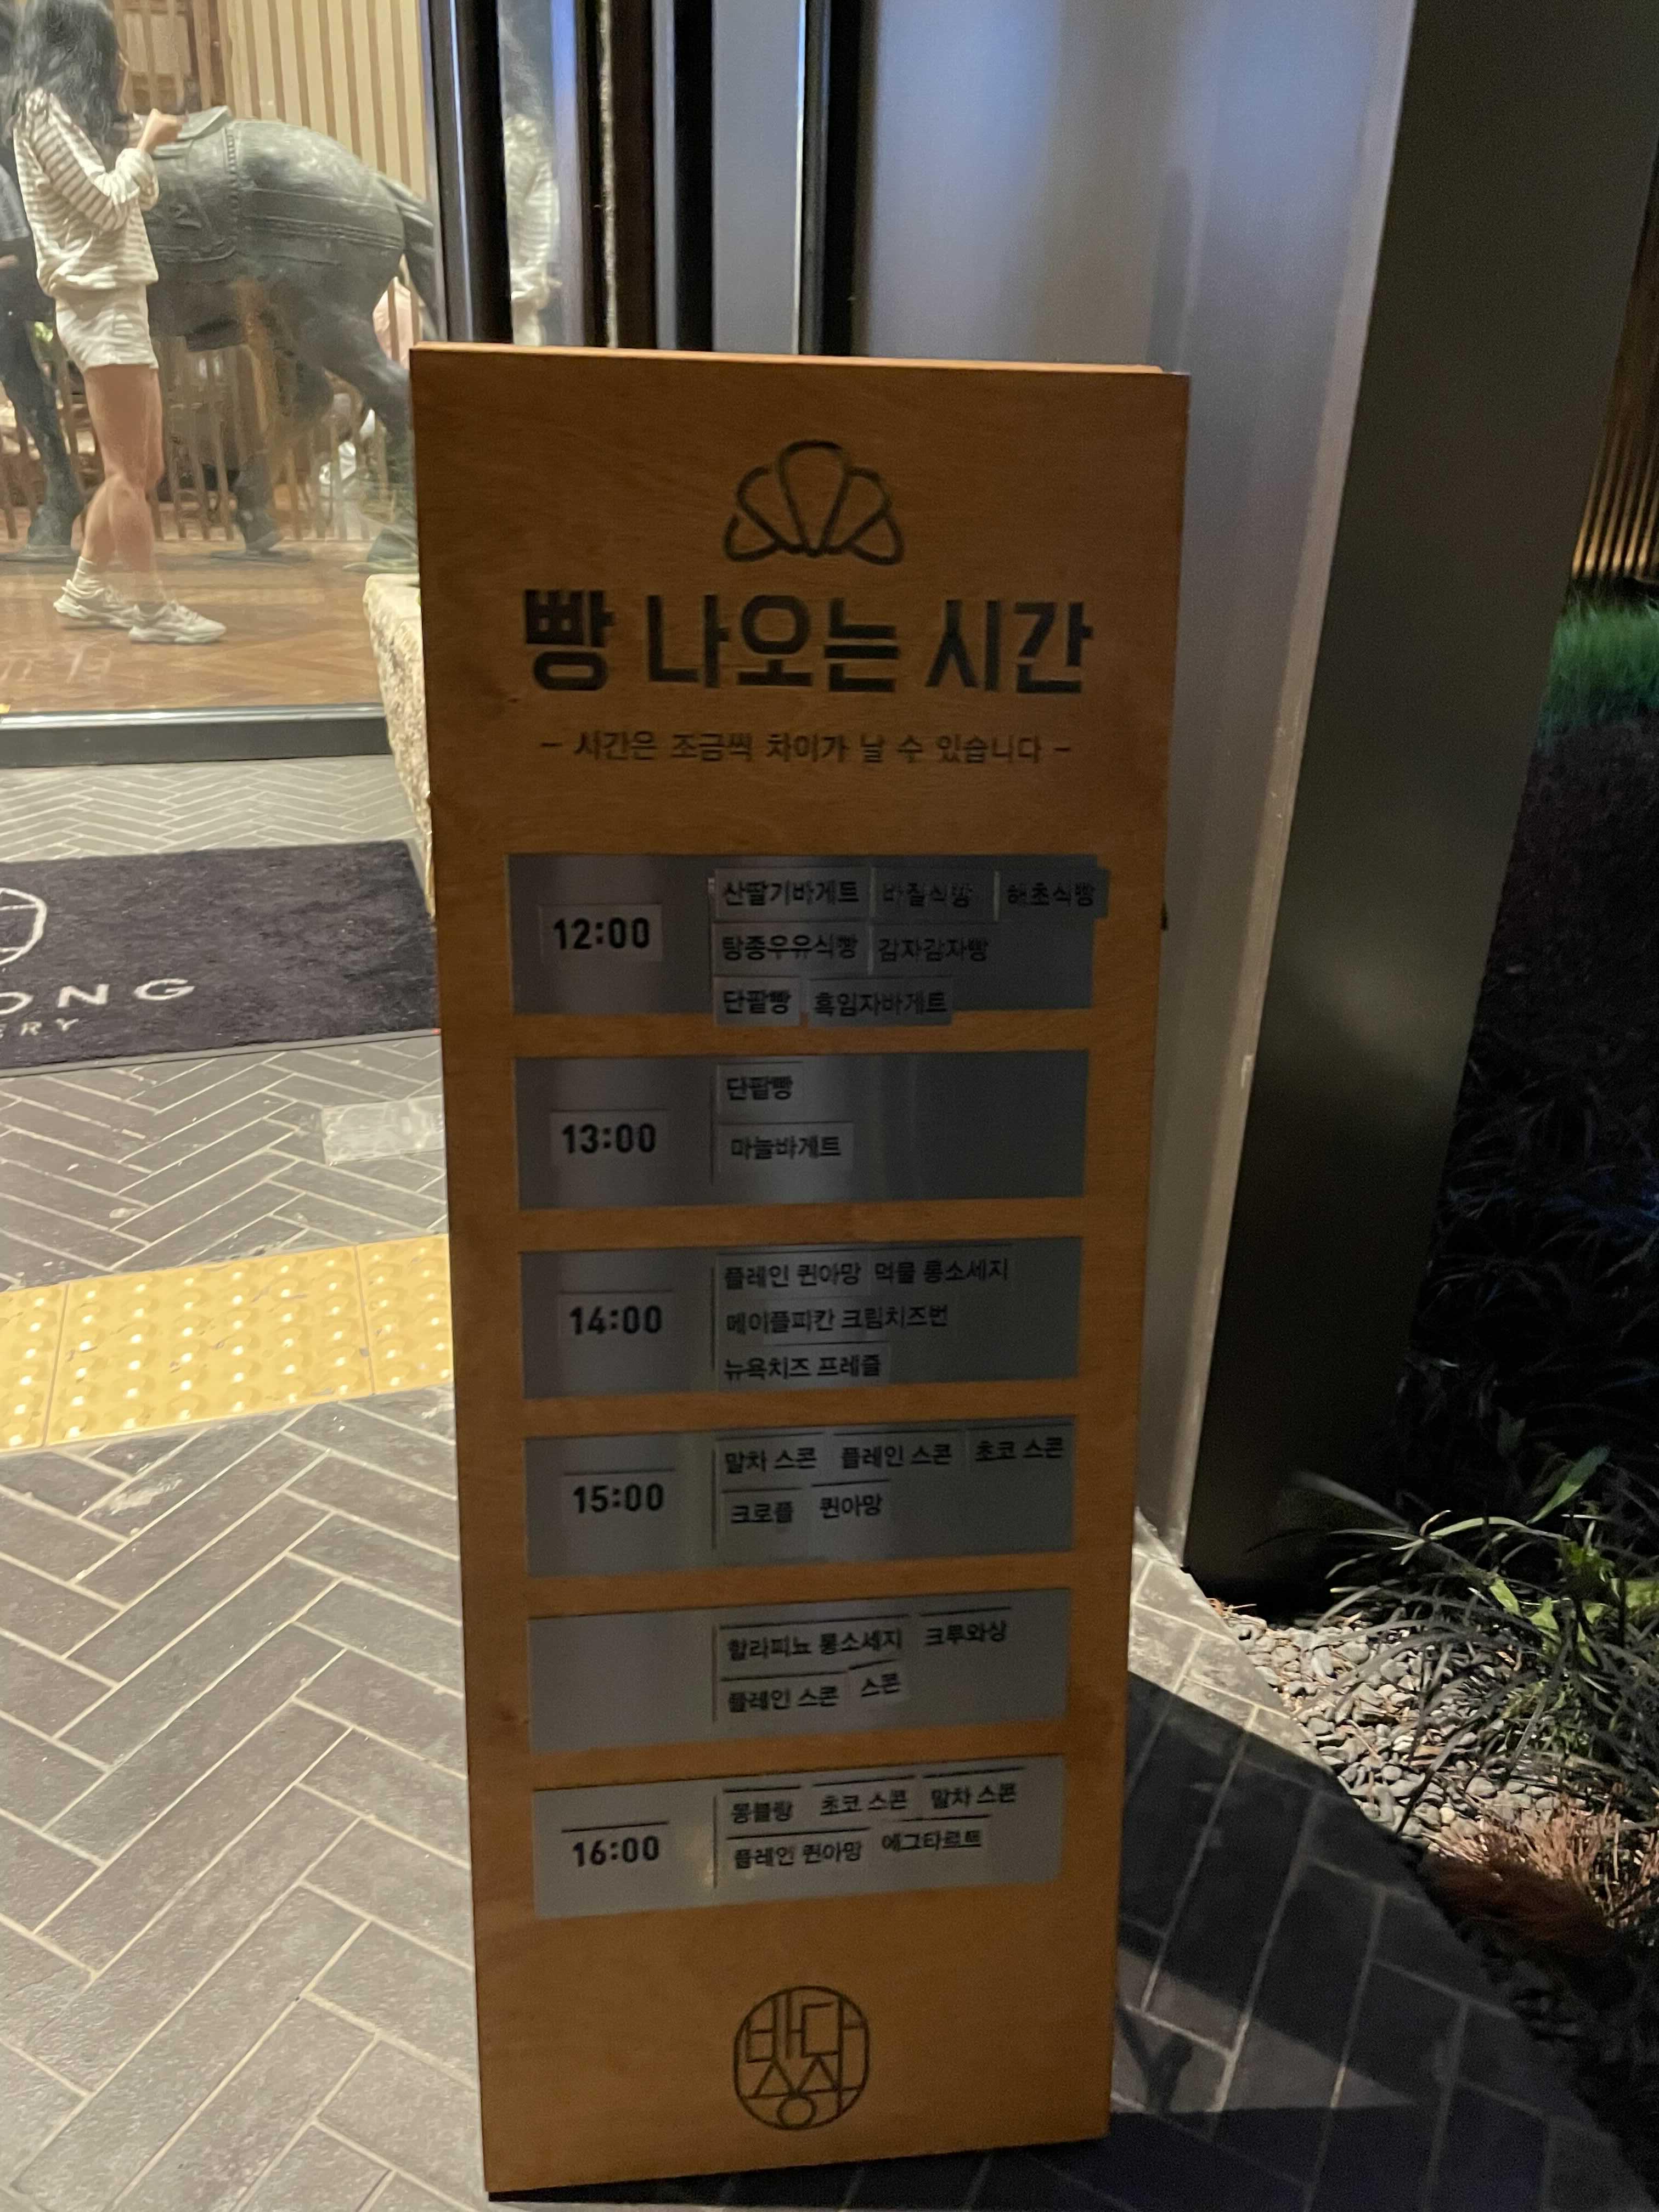 빵 나오는 시간
- 시간은 조금씩 차이가 날 수 있습니다 -
12:00
산딸기바게트 바질식빵 해초식빵
탕종우유식빵 감자감자빵
단팥빵 흑임자바게트
13:00
단팥빵
마늘바게트
14:00
플레인 퀸아망 먹물 롱소세지
메이플피칸 크림치즈번
뉴욕치즈 프레즐
15:00
말차 스콘 플레인 스콘 초코 스콘
크로플 퀸아망
할라피뇨 롱소세지 크루와상
플레인 스콘 스콘
16:00
몽블랑 초코 스콘 말차 스콘
플레인 퀸아망 에그타르트
ONG
ERY